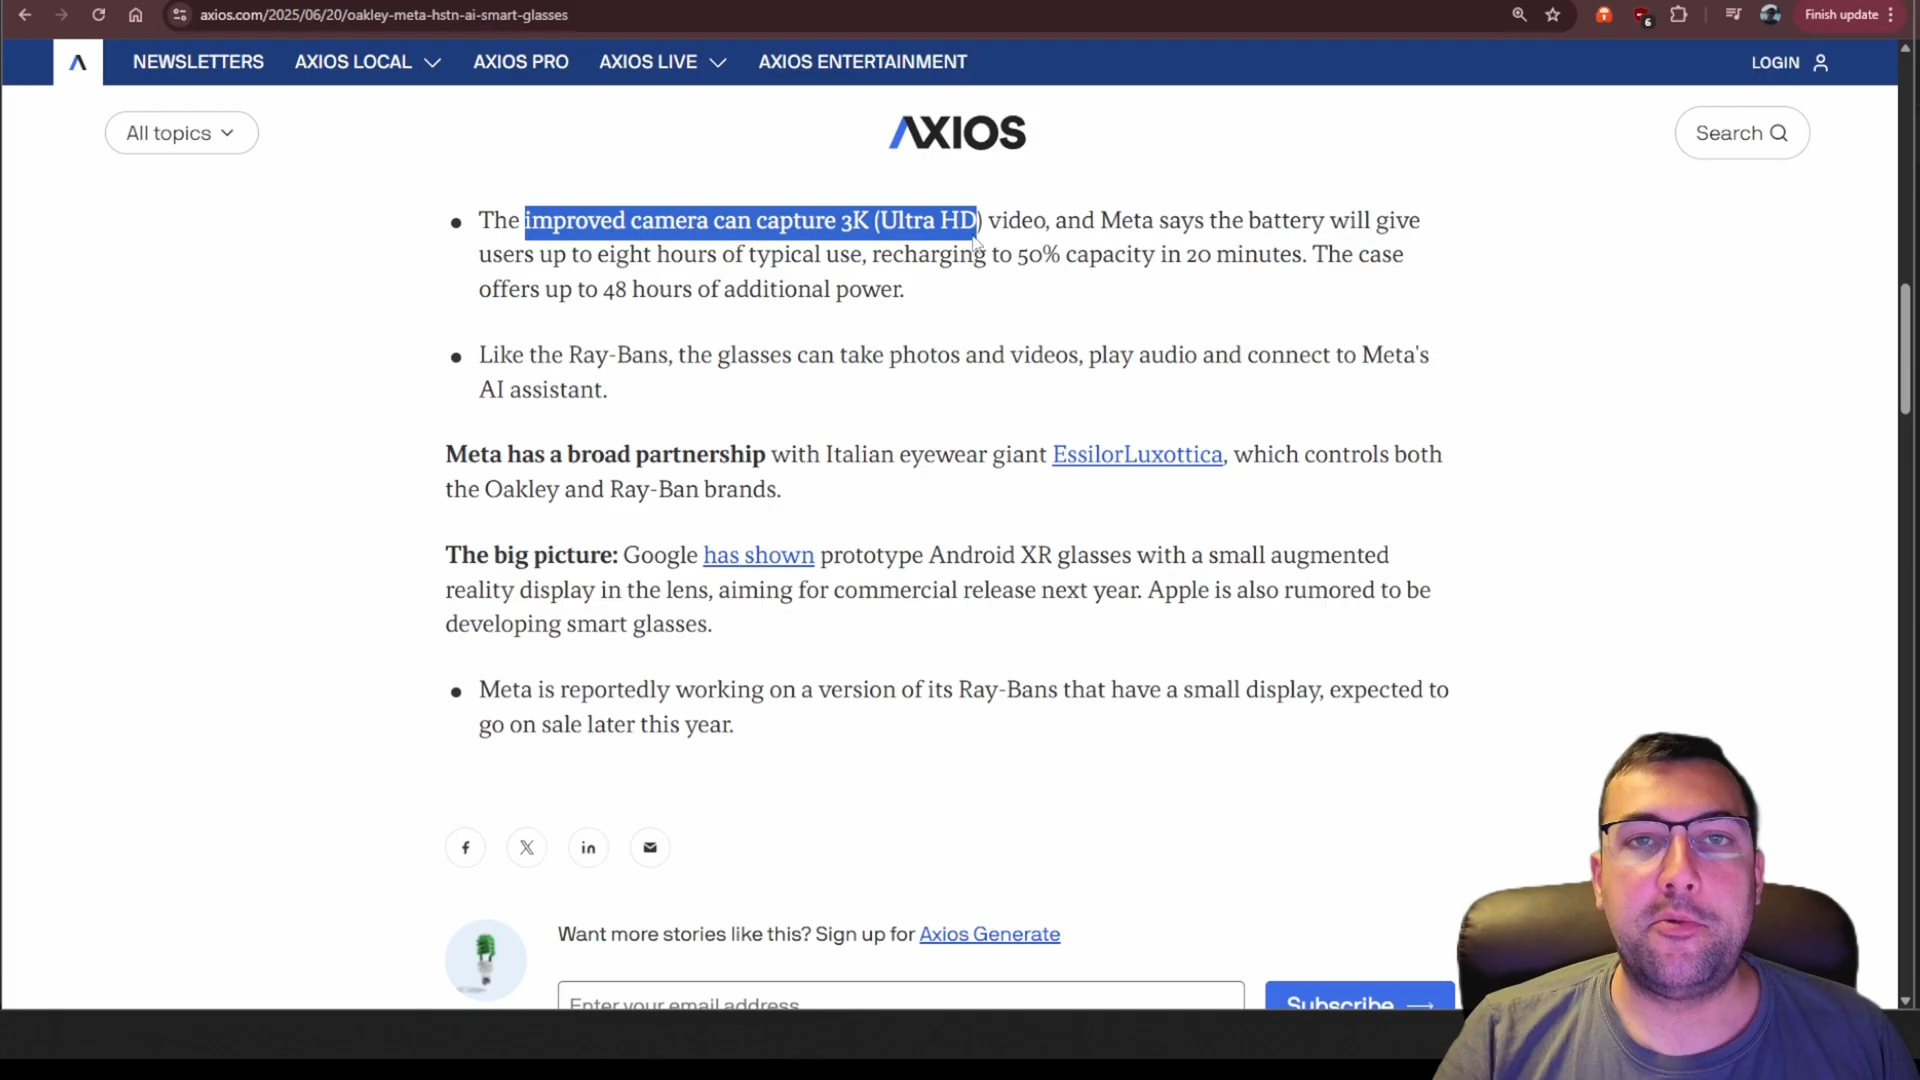 axios.com/2025/06/20/oakley-meta-hstn-ai-smart-glasses
6
Finish update
NEWSLETTERS
AXIOS LOCAL
AXIOS PRO
AXIOS LIVE
AXIOS ENTERTAINMENT
LOGIN
All topics
AXIOS
Search
• The improved camera can capture 3K (Ultra HD) video, and Meta says the battery will give
users up to eight hours of typical use, recharging to 50% capacity in 20 minutes. The case
offers up to 48 hours of additional power.
• Like the Ray-Bans, the glasses can take photos and videos, play audio and connect to Meta's
AI assistant.
Meta has a broad partnership with Italian eyewear giant EssilorLuxottica, which controls both
the Oakley and Ray-Ban brands.
The big picture: Google has shown prototype Android XR glasses with a small augmented
reality display in the lens, aiming for commercial release next year. Apple is also rumored to be
developing smart glasses.
• Meta is reportedly working on a version of its Ray-Bans that have a small display, expected to
go on sale later this year.
Want more stories like this? Sign up for Axios Generate
Enter your email address
Subscribe →